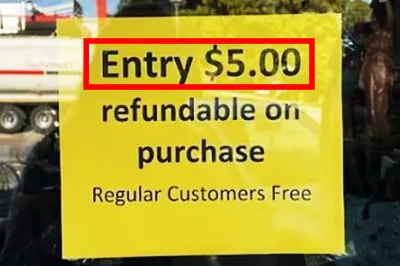 Entry $5.00
refundable on
purchase
Regular Customers Free